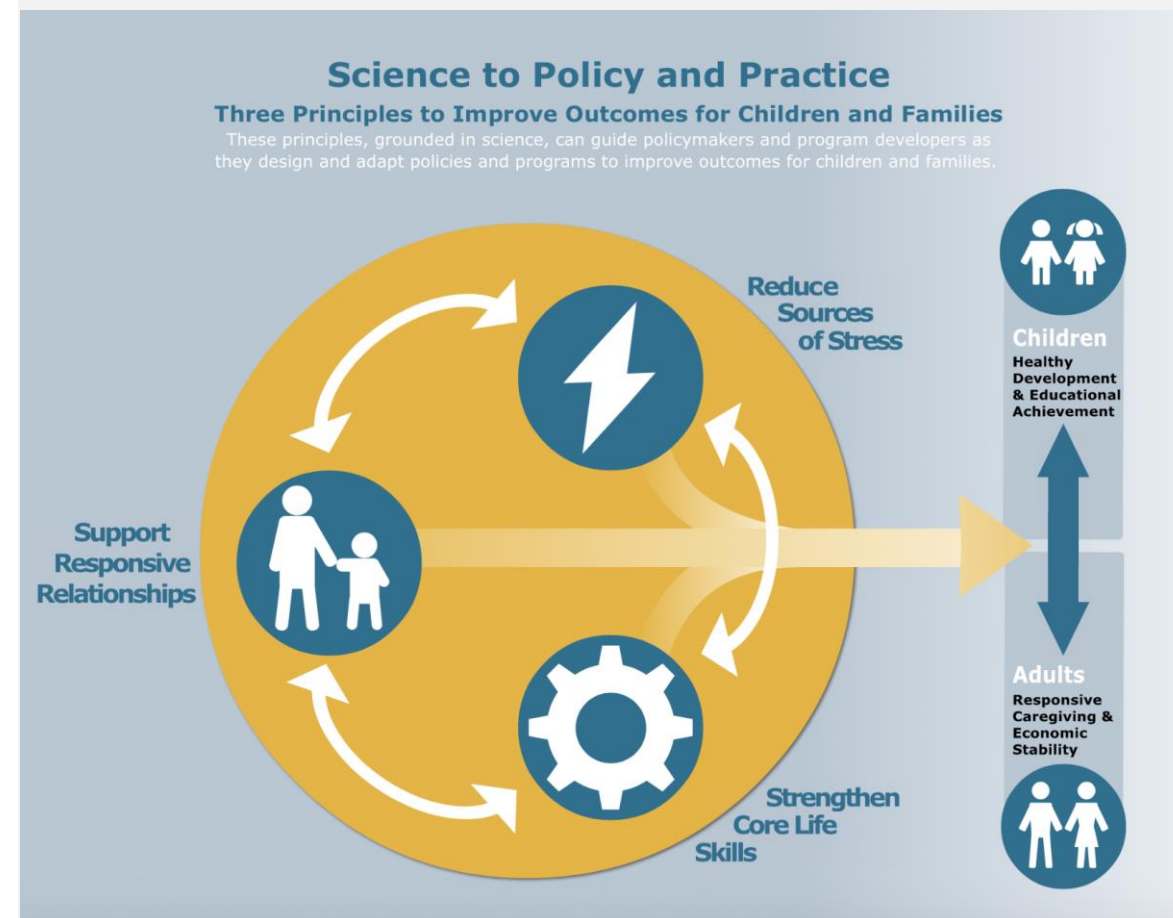 Science to Policy and Practice
Three Principles to Improve Outcomes for Children and Families
These principles, grounded in science, can guide policymakers and program developers as
they design and adapt policies and programs to improve outcomes for children and families.
Reduce
Sources
of Stress
Support
Responsive
Relationships
Strengthen
Core Life
Skills
Children
Healthy
Development
& Educational
Achievement
Adults
Responsive
Caregiving &
Economic
Stability